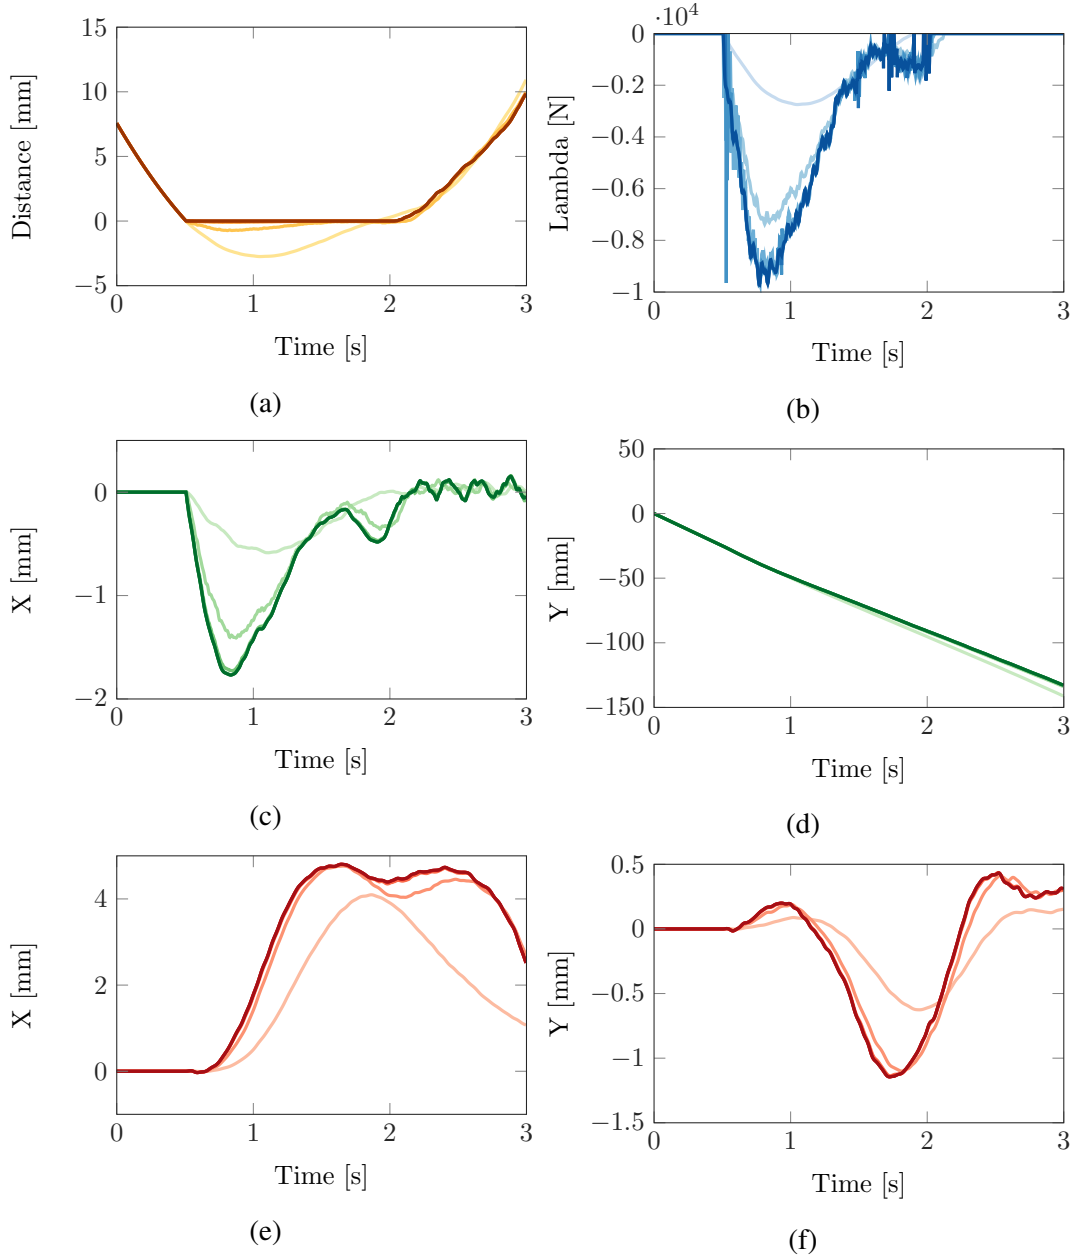 15
10
5
0
−5
Distance [mm]
0 1 2 3
Time [s]
(a)
·10⁴
0
−0.2
−0.4
−0.6
−0.8
−1
Lambda [N]
0 1 2 3
Time [s]
(b)
0
−1
−2
X [mm]
0 1 2 3
Time [s]
(c)
50
0
−50
−100
−150
Y [mm]
0 1 2 3
Time [s]
(d)
4
2
0
X [mm]
0 1 2 3
Time [s]
(e)
0.5
0
−0.5
−1
−1.5
Y [mm]
0 1 2 3
Time [s]
(f)